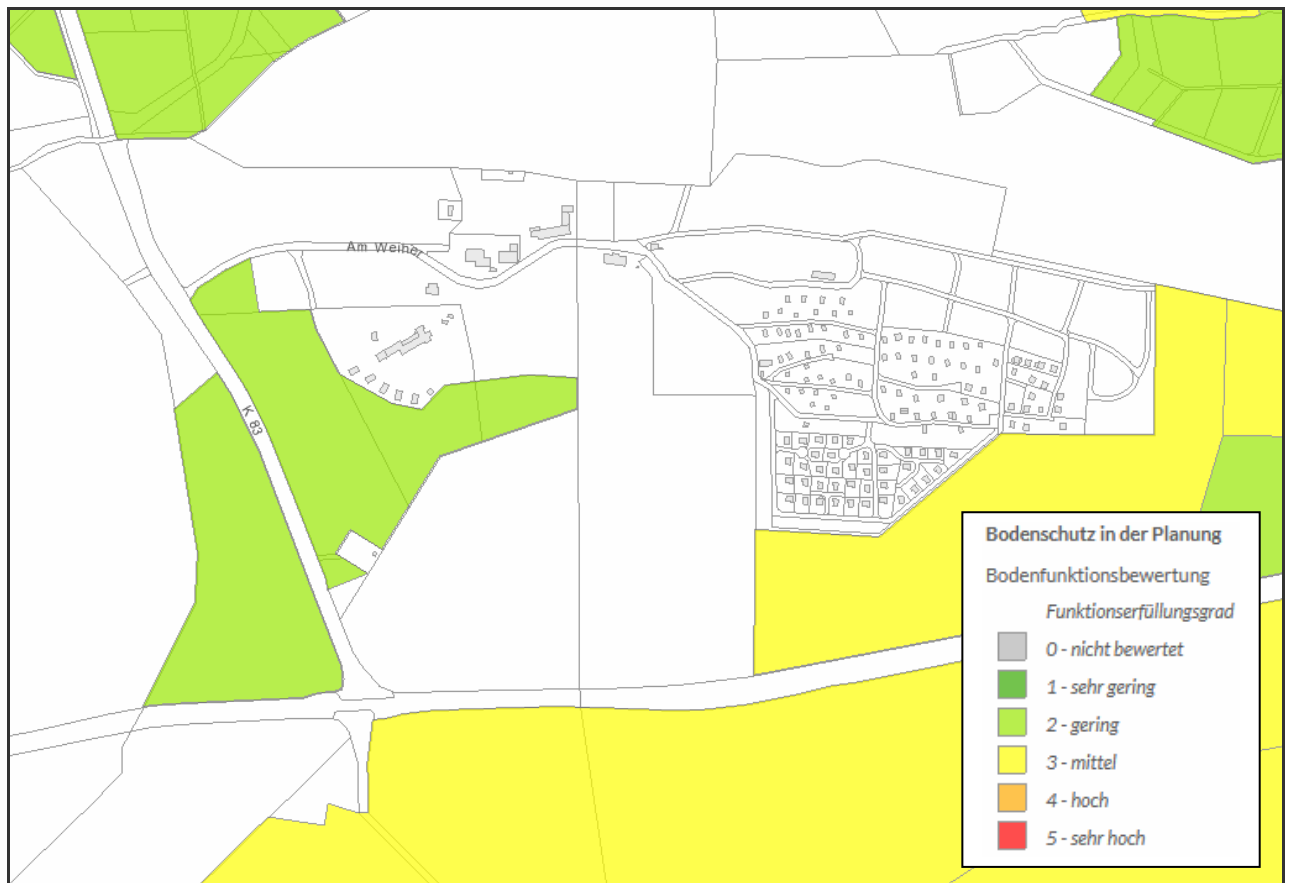 Am Weiher
K 83
Bodenschutz in der Planung
Bodenfunktionsbewertung
Funktionserfüllungsgrad
0 - nicht bewertet
1 - sehr gering
2 - gering
3 - mittel
4 - hoch
5 - sehr hoch